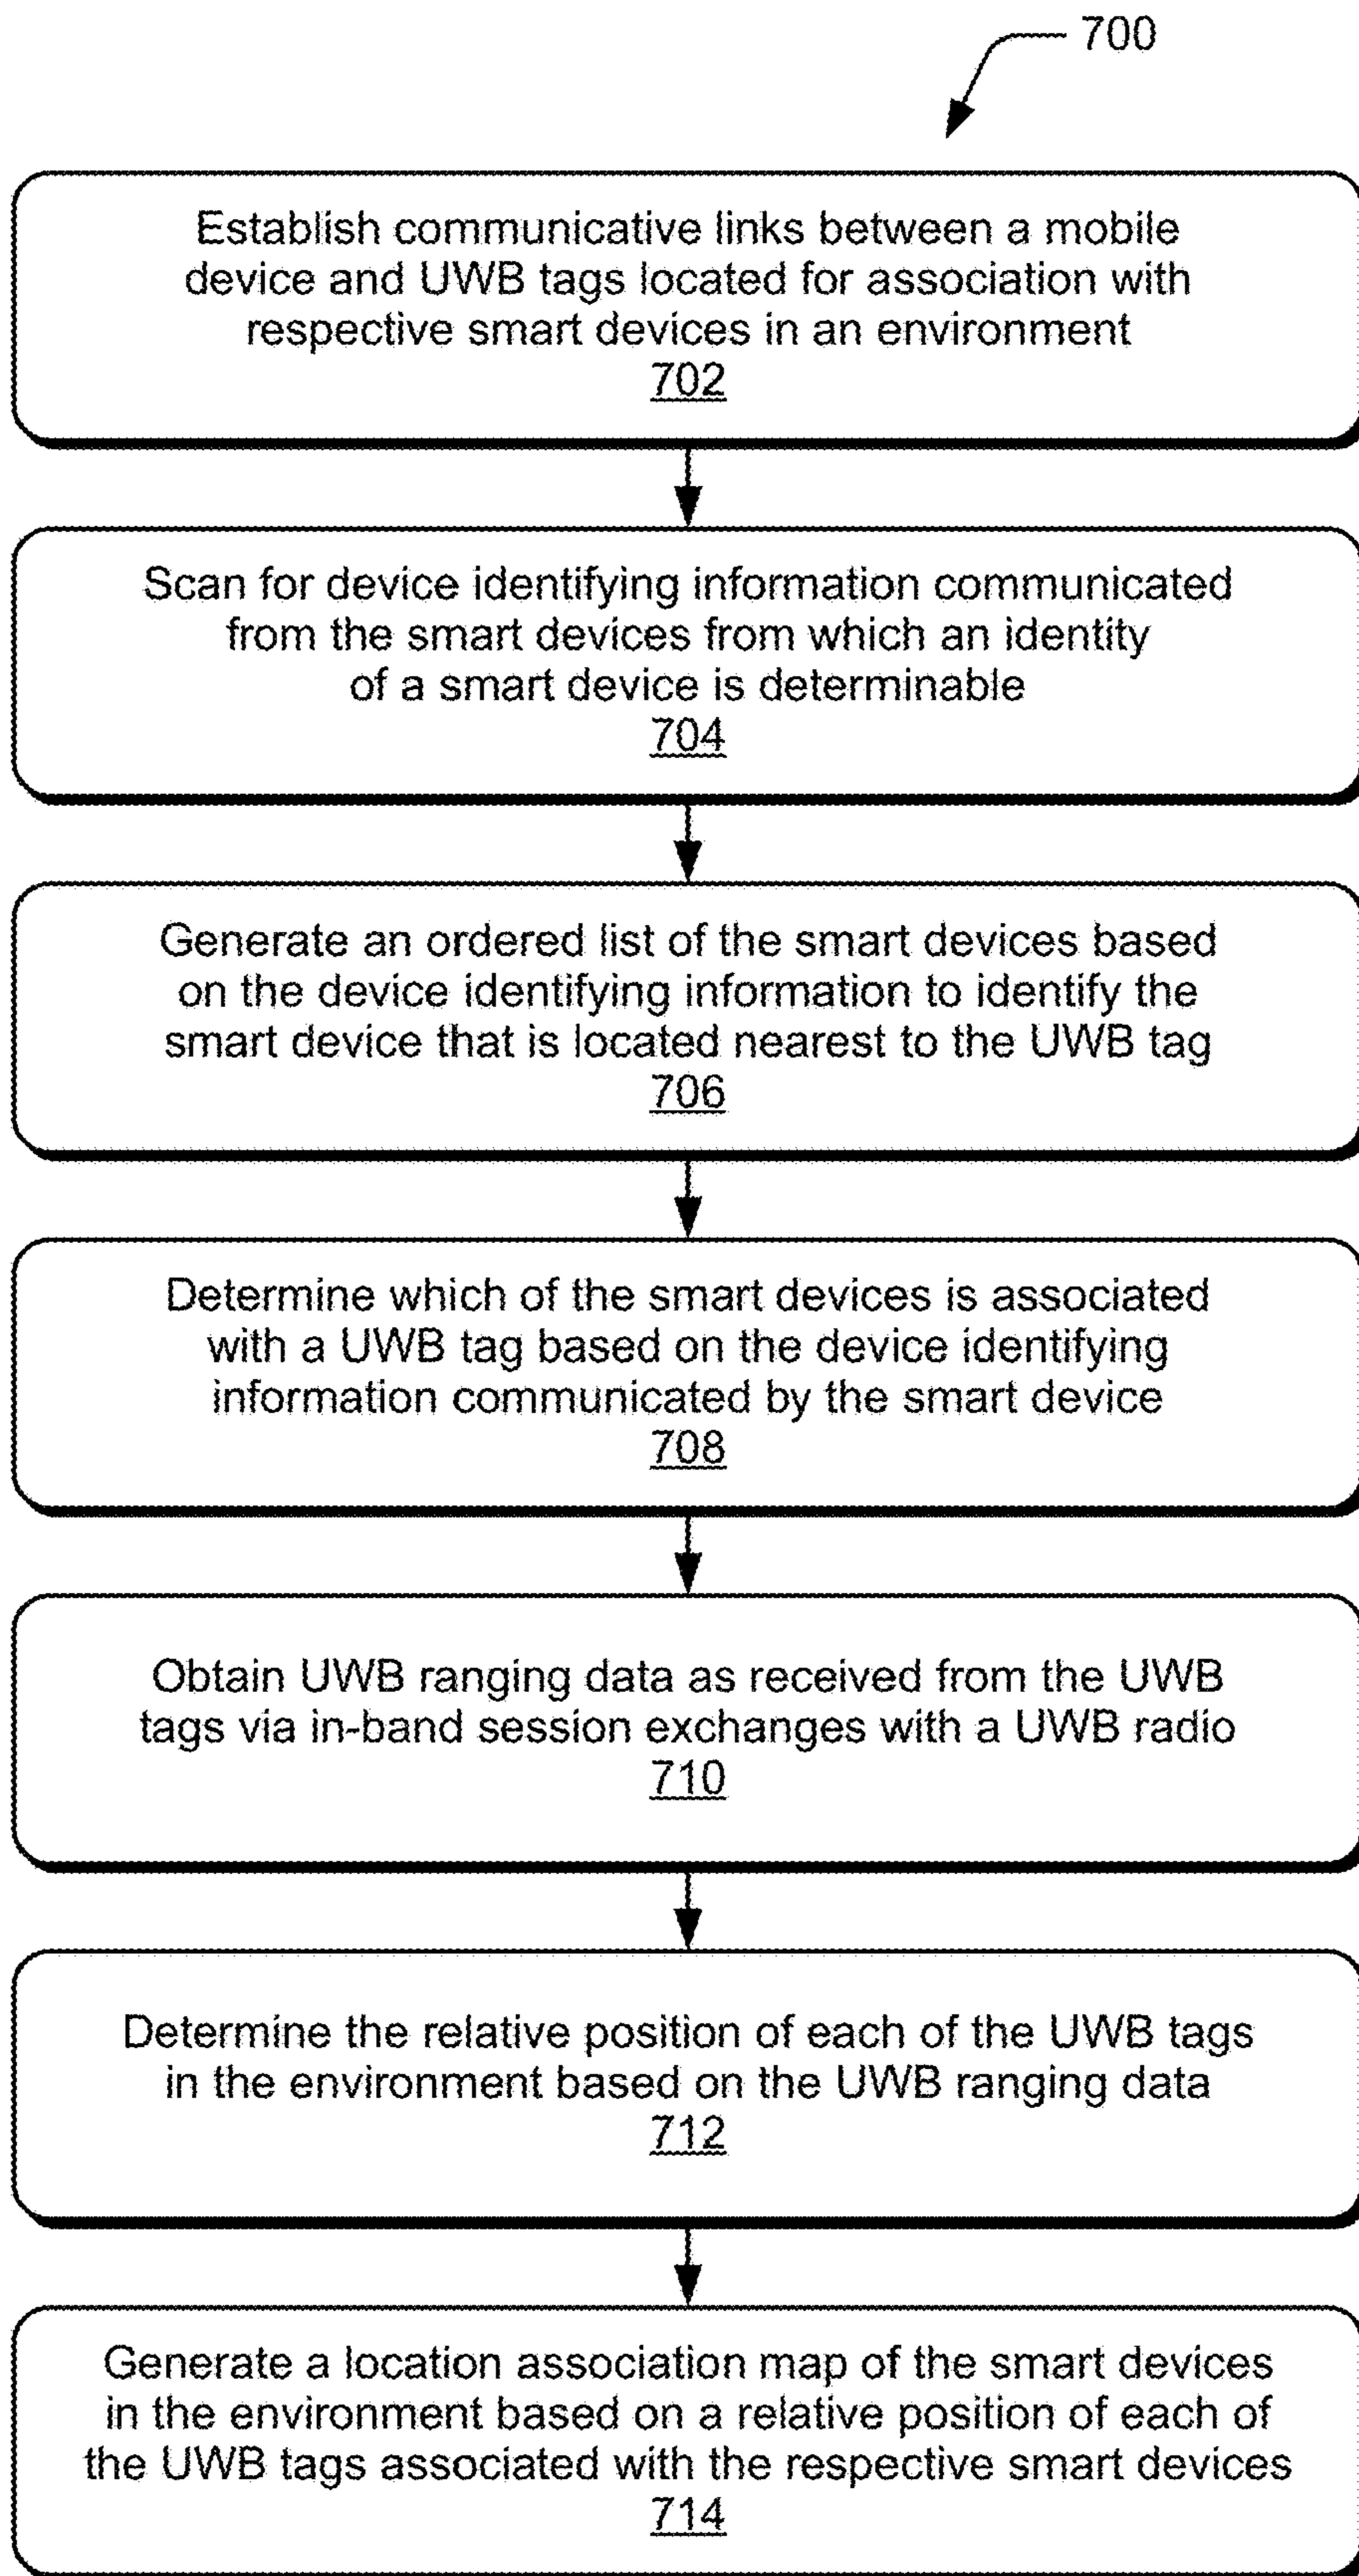 700
Establish communicative links between a mobile
device and UWB tags located for association with
respective smart devices in an environment
702
Scan for device identifying information communicated
from the smart devices from which an identity
of a smart device is determinable
704
Generate an ordered list of the smart devices based
on the device identifying information to identify the
smart device that is located nearest to the UWB tag
706
Determine which of the smart devices is associated
with a UWB tag based on the device identifying
information communicated by the smart device
708
Obtain UWB ranging data as received from the UWB
tags via in-band session exchanges with a UWB radio
710
Determine the relative position of each of the UWB tags
in the environment based on the UWB ranging data
712
Generate a location association map of the smart devices
in the environment based on a relative position of each of
the UWB tags associated with the respective smart devices
714